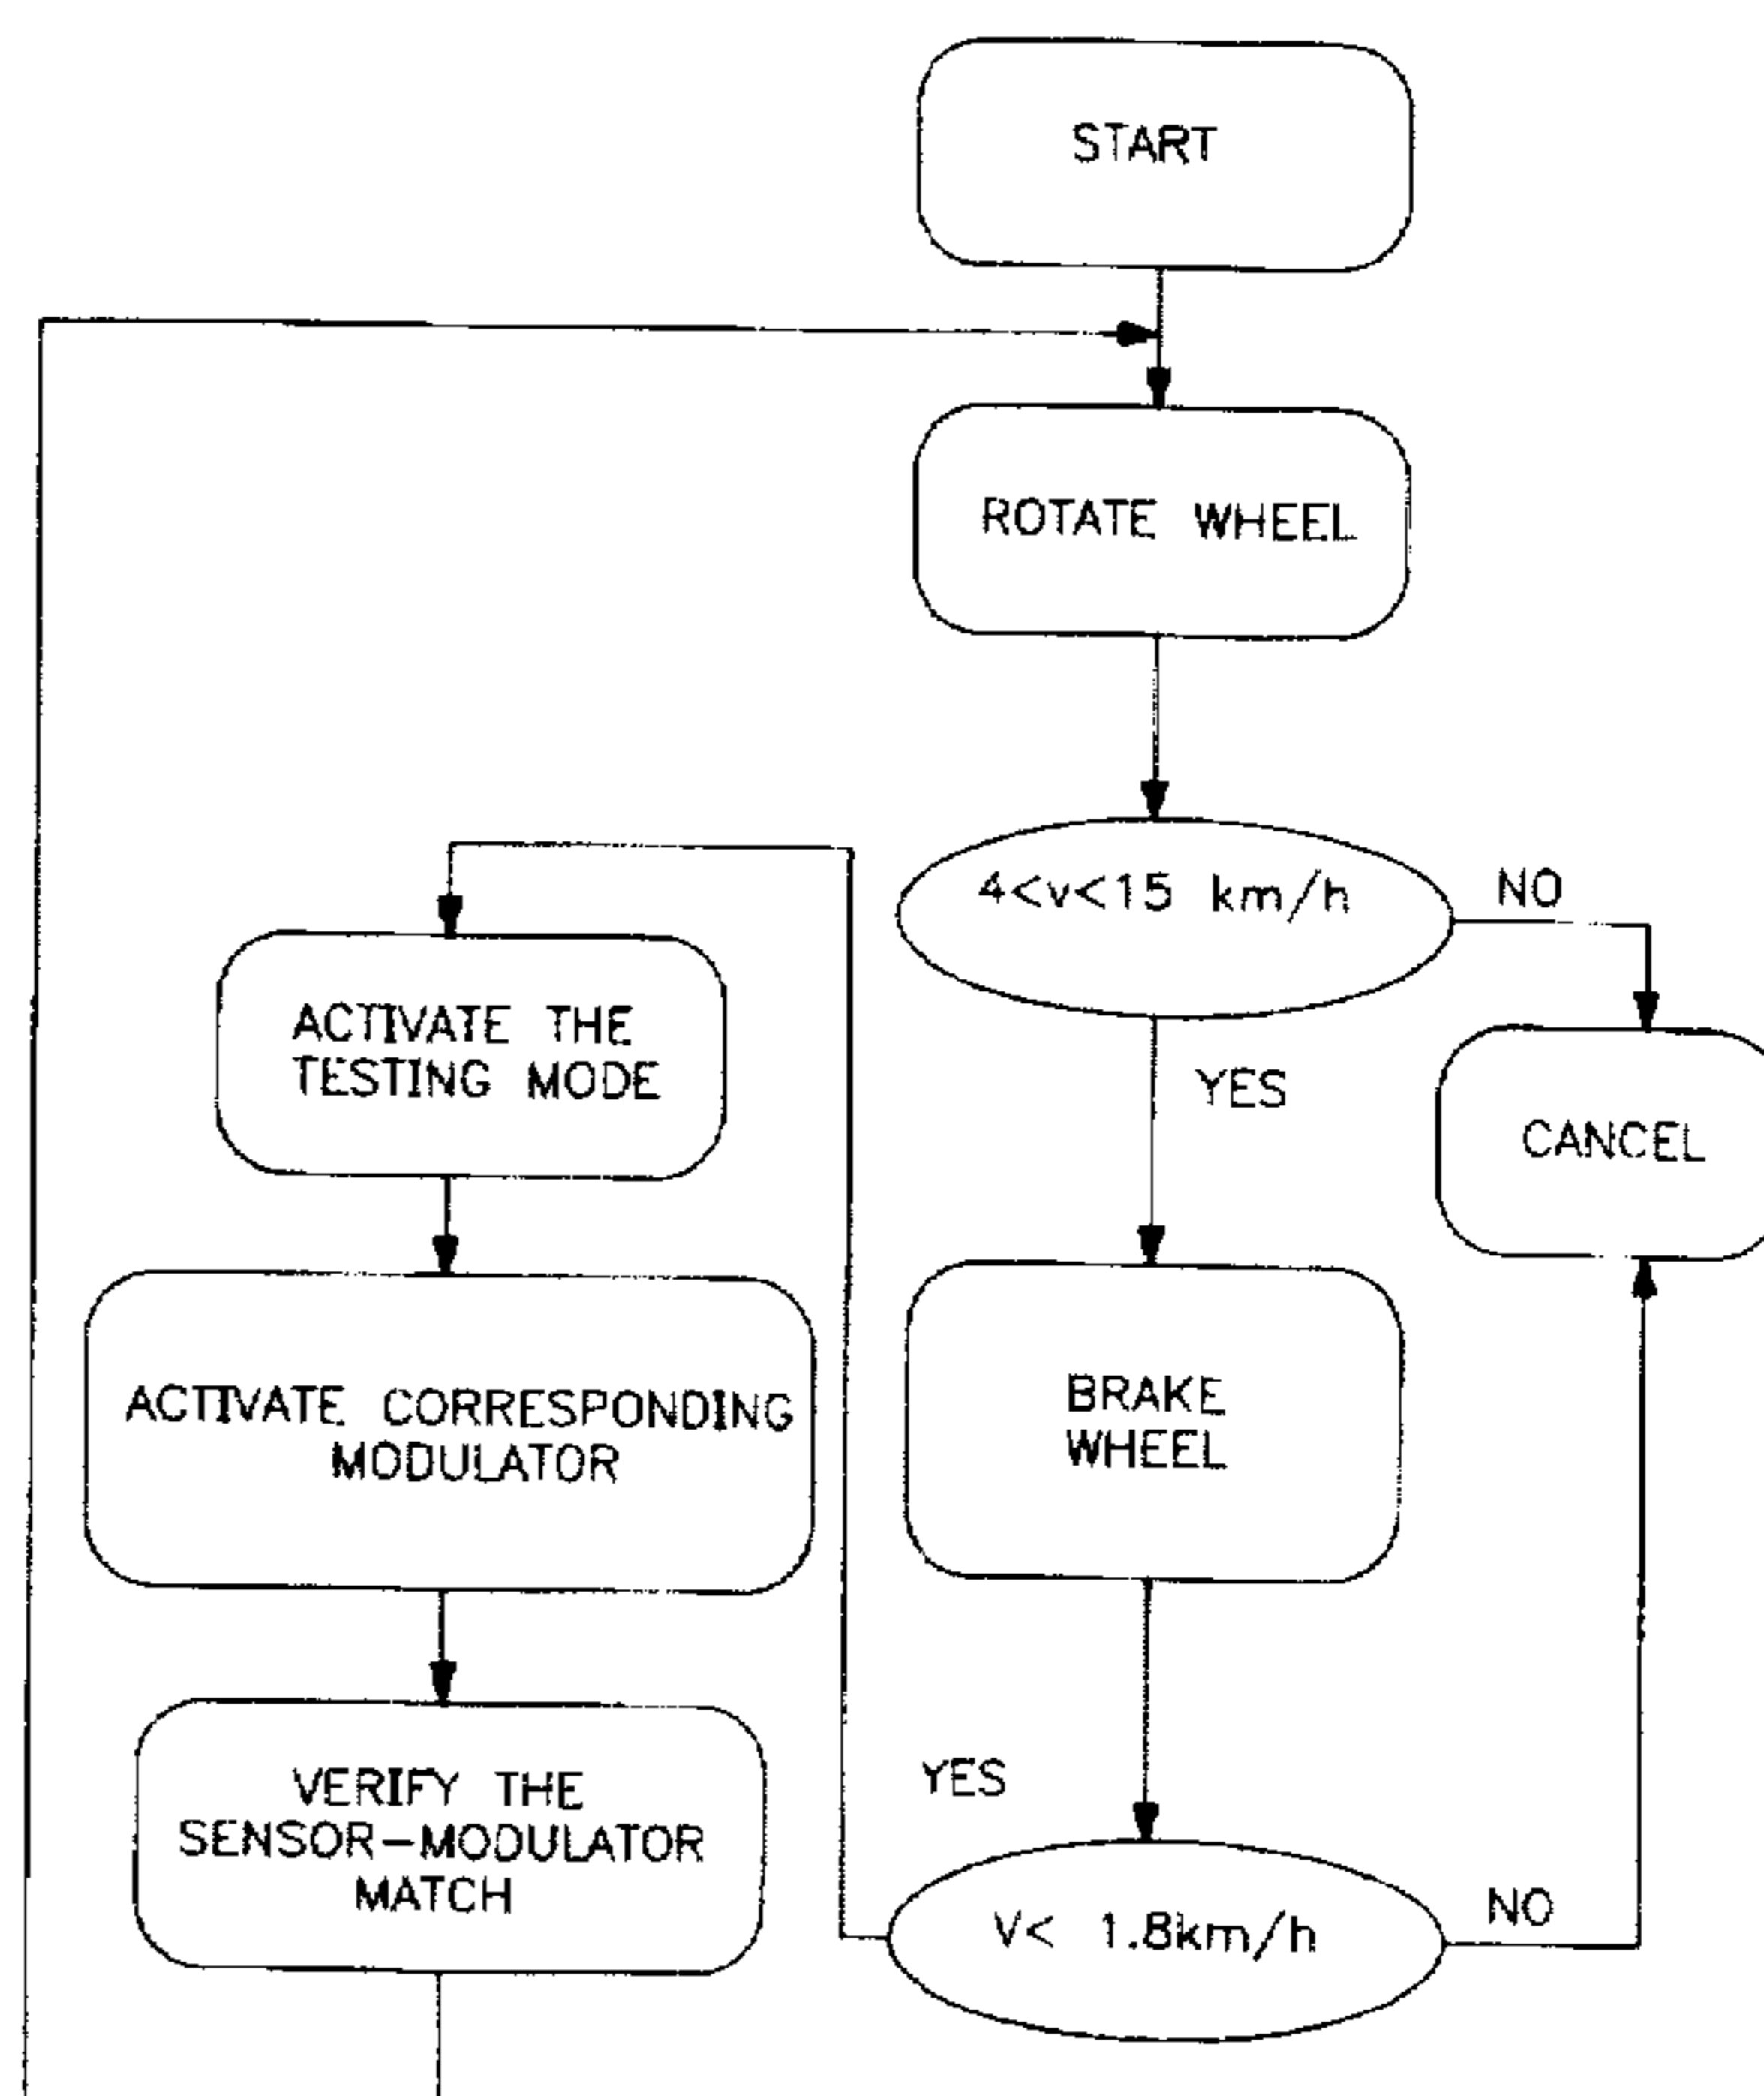 START
ROTATE WHEEL
4<v<15 km/h
NO
YES
CANCEL
BRAKE
WHEEL
YES
V< 1.8km/h
NO
ACTIVATE THE
TESTING MODE
ACTIVATE CORRESPONDING
MODULATOR
VERIFY THE
SENSOR-MODULATOR
MATCH